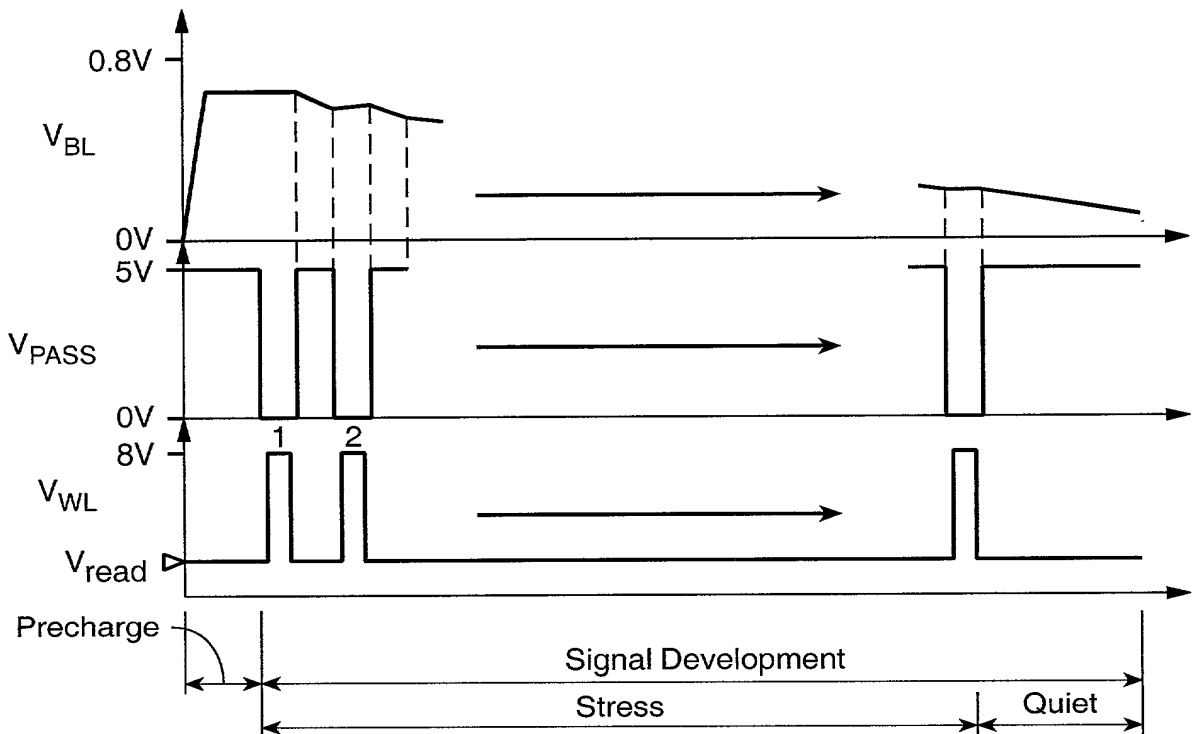 0.8V
V_BL
0V
5V
V_PASS
0V
1 2
8V
V_WL
V_read
Precharge
Signal Development
Stress
Quiet